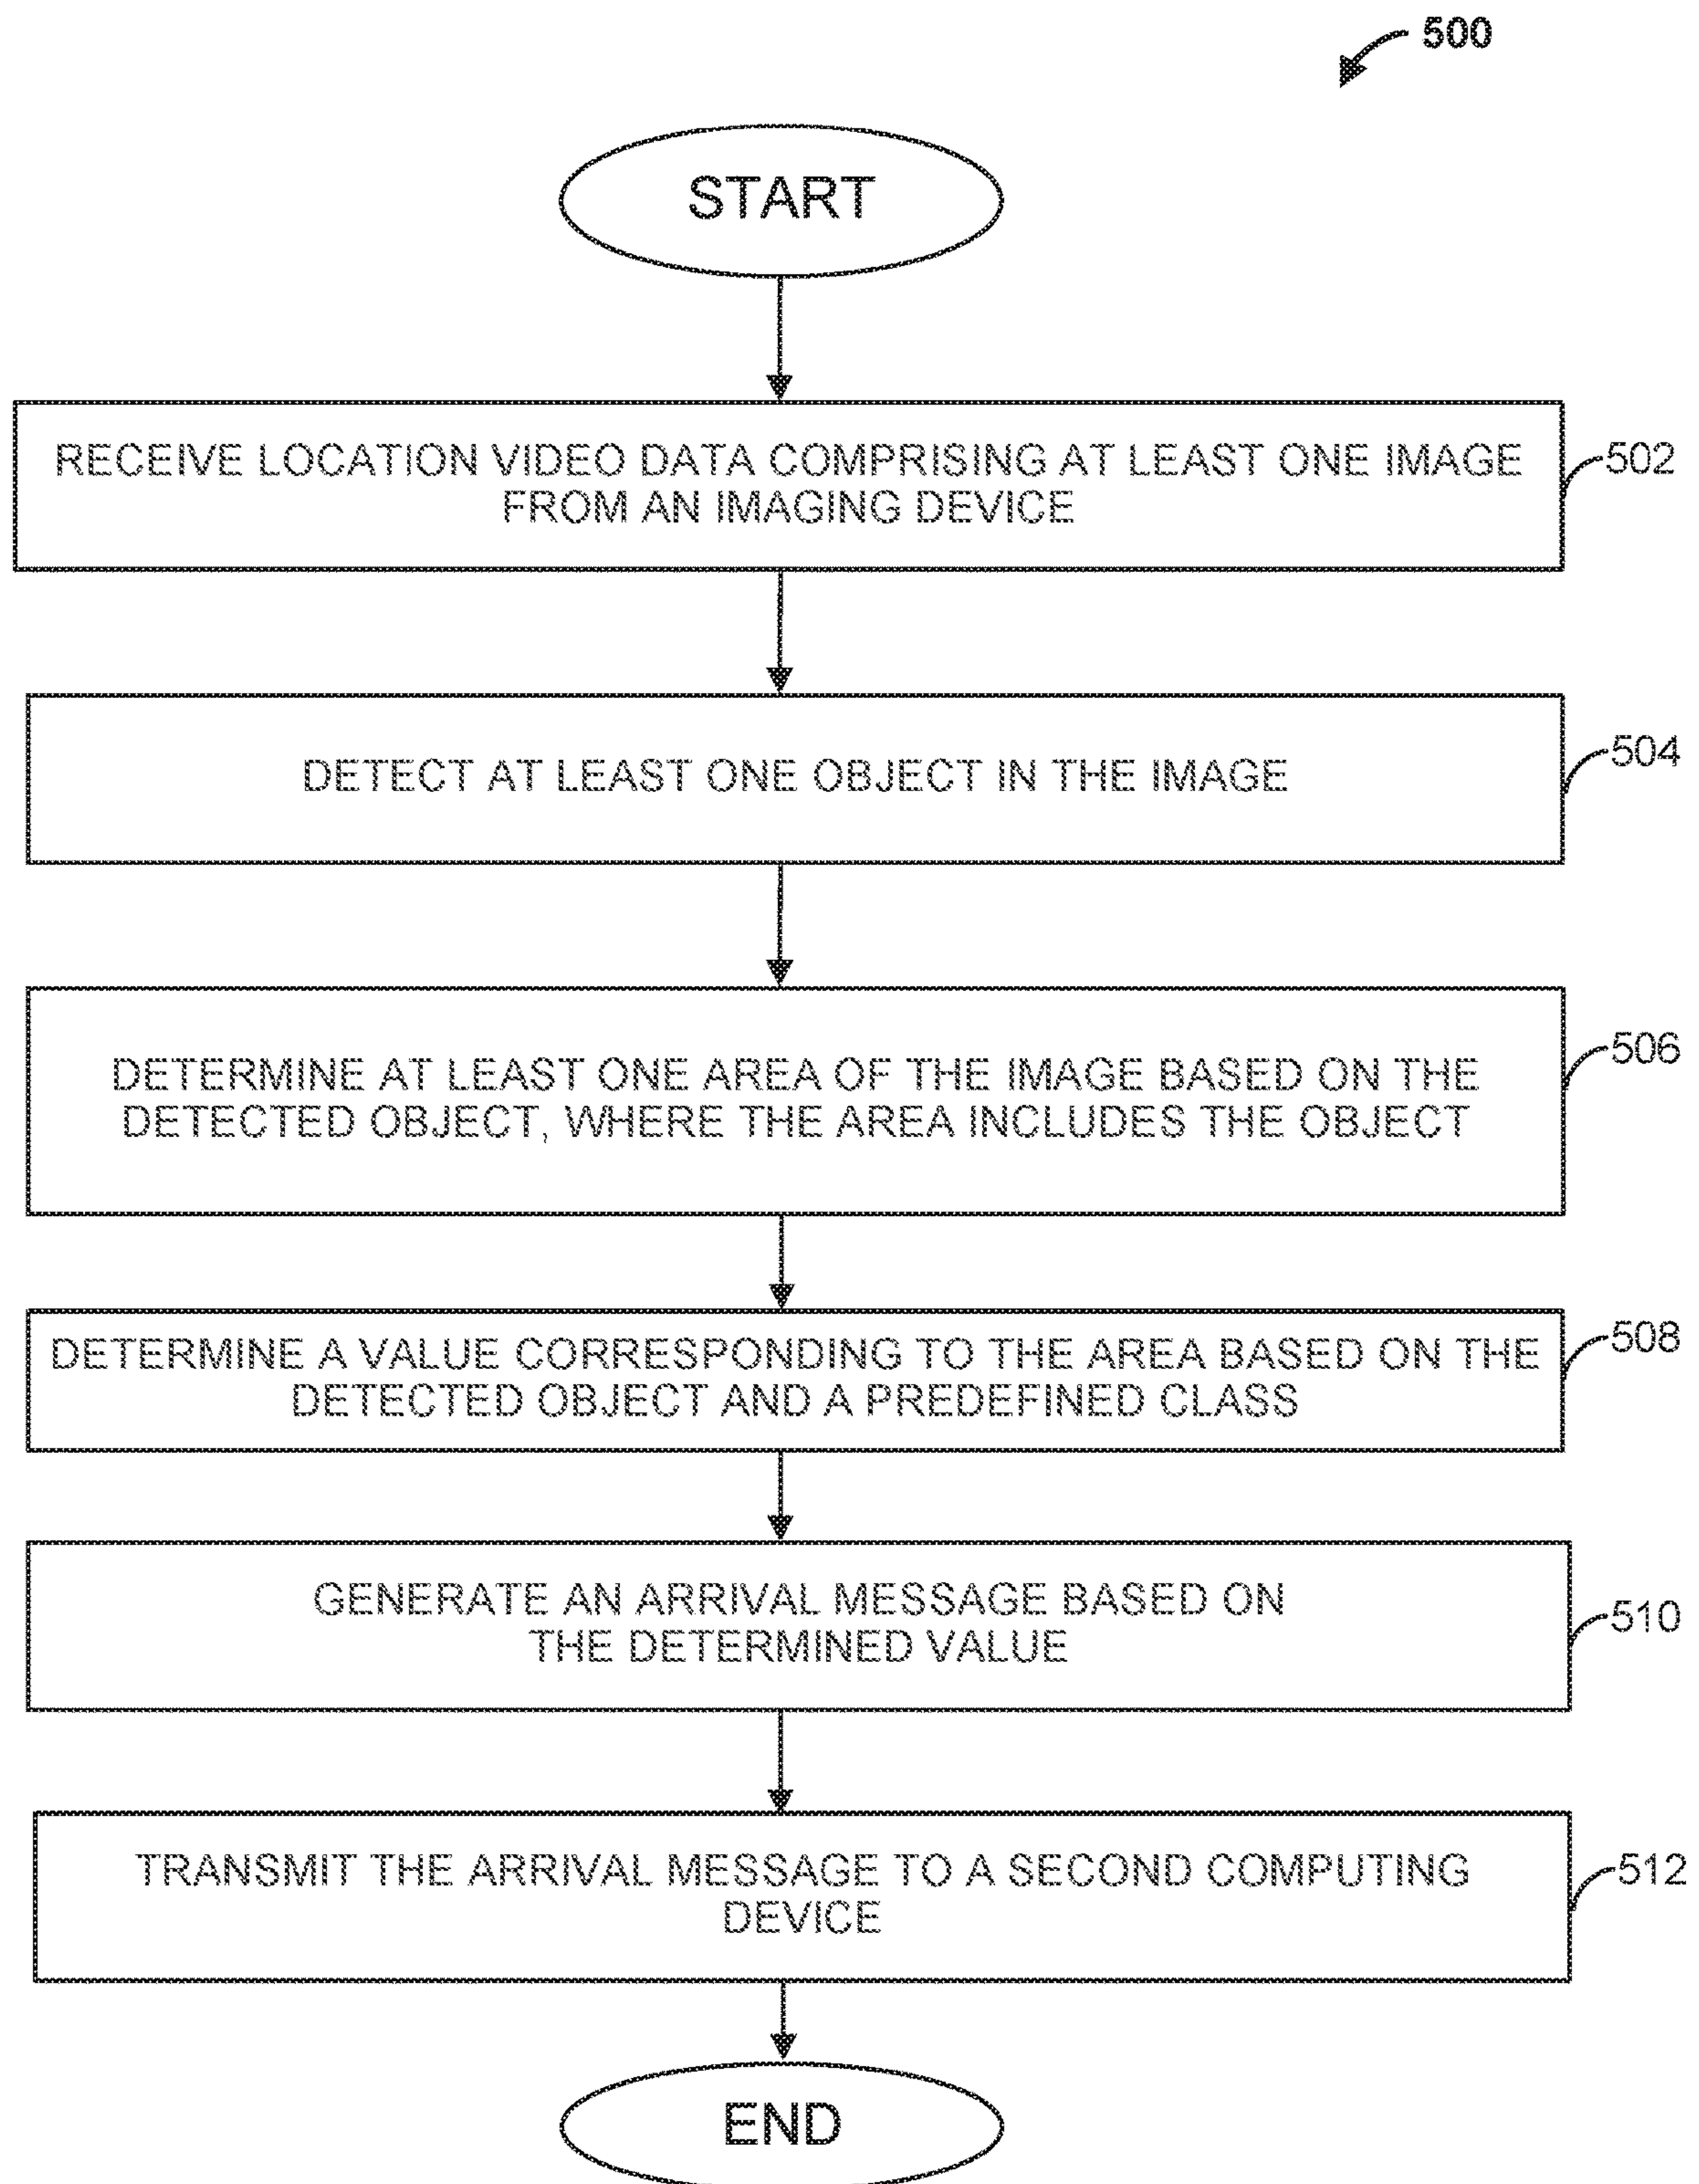 500
START
RECEIVE LOCATION VIDEO DATA COMPRISING AT LEAST ONE IMAGE
FROM AN IMAGING DEVICE
502
DETECT AT LEAST ONE OBJECT IN THE IMAGE
504
DETERMINE AT LEAST ONE AREA OF THE IMAGE BASED ON THE
DETECTED OBJECT, WHERE THE AREA INCLUDES THE OBJECT
506
DETERMINE A VALUE CORRESPONDING TO THE AREA BASED ON THE
DETECTED OBJECT AND A PREDEFINED CLASS
508
GENERATE AN ARRIVAL MESSAGE BASED ON
THE DETERMINED VALUE
510
TRANSMIT THE ARRIVAL MESSAGE TO A SECOND COMPUTING
DEVICE
512
END